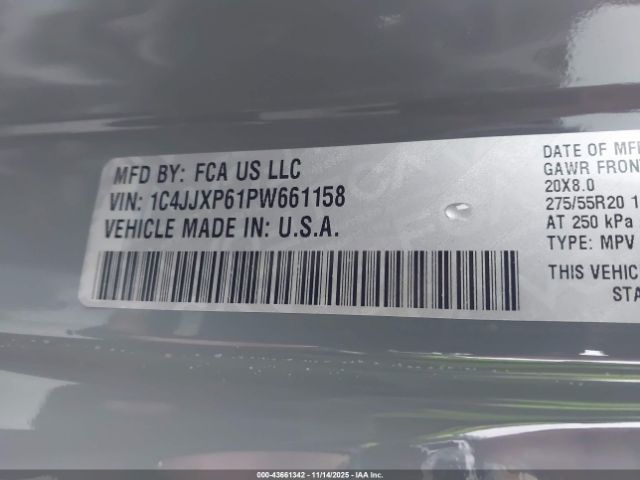 MFD BY: FCA US LLC
VIN: 1C4JJXP61PW661158
VEHICLE MADE IN U.S.A.
DATE OF MFR
GAWR FRONT
20X8.0
275/55R20 1
AT 250 kPa
TYPE: MPV
THIS VEHIC
STA
000-43661342 - 11/14/2025 - IAA Inc.